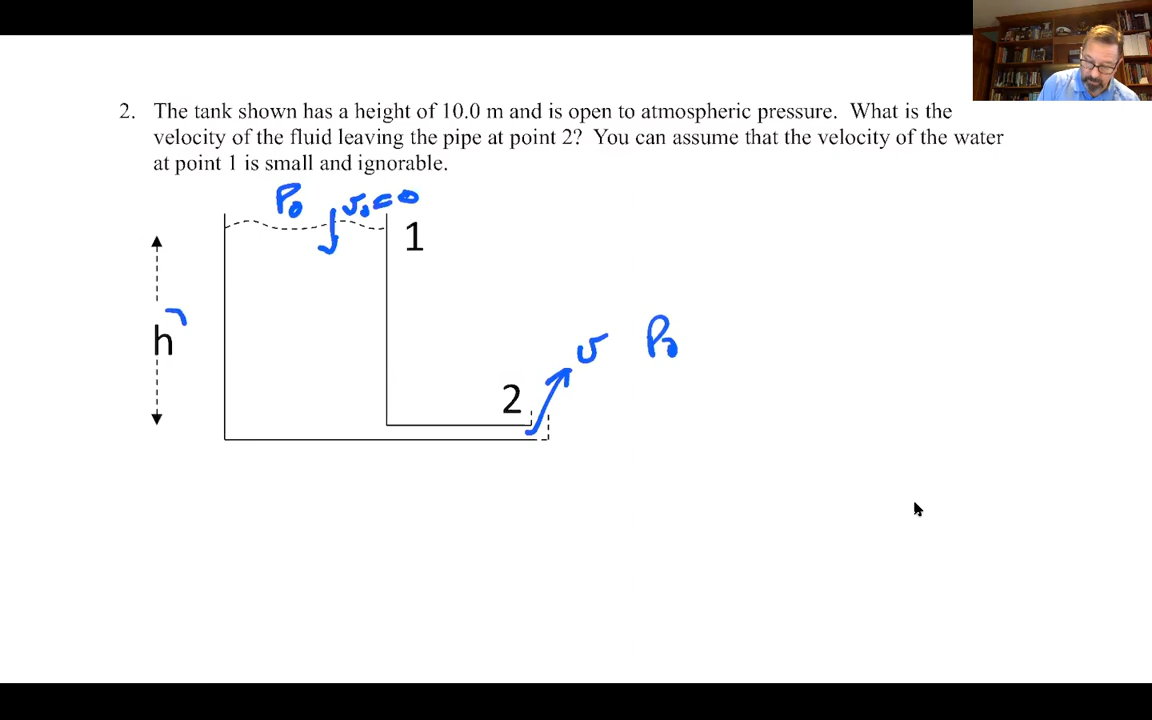 2. The tank shown has a height of 10.0 m and is open to atmospheric pressure. What is the
velocity of the fluid leaving the pipe at point 2? You can assume that the velocity of the water
at point 1 is small and ignorable.
P₀ v₁=0
1
h
v P₀
2